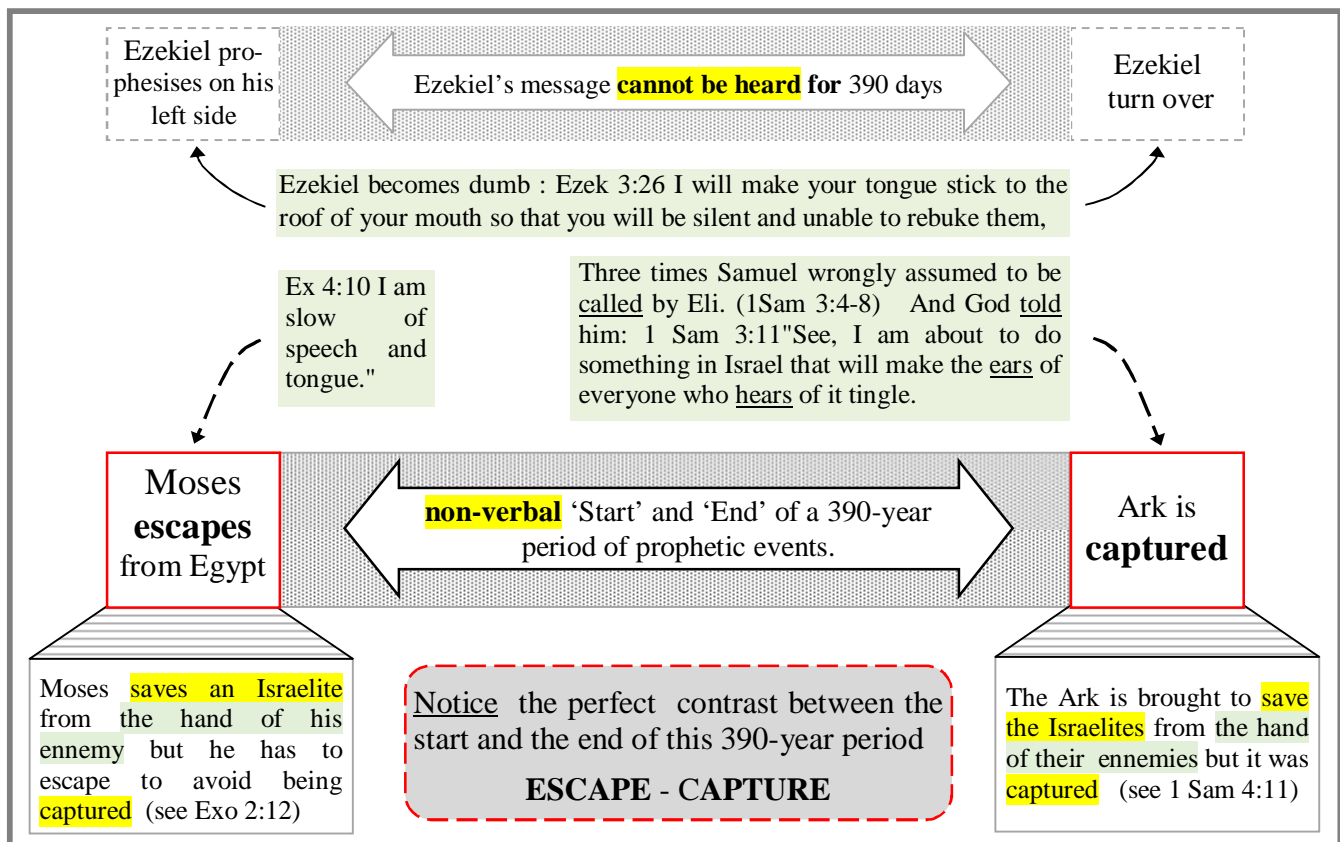 Ezekiel pro-
phesises on his
left side
Ezekiel’s message cannot be heard for 390 days
Ezekiel
turn over
Ezekiel becomes dumb : Ezek 3:26 I will make your tongue stick to the
roof of your mouth so that you will be silent and unable to rebuke them,
Ex 4:10 I am
slow of
speech and
tongue."
Three times Samuel wrongly assumed to be
called by Eli. (1Sam 3:4-8) And God told
him: 1 Sam 3:11"See, I am about to do
something in Israel that will make the ears of
everyone who hears of it tingle.
Moses
escapes
from Egypt
non-verbal ‘Start’ and ‘End’ of a 390-year
period of prophetic events.
Ark is
captured
Moses saves an Israelite
from the hand of his
ennemy but he has to
escape to avoid being
captured (see Exo 2:12)
Notice the perfect contrast between the
start and the end of this 390-year period
ESCAPE - CAPTURE
The Ark is brought to save
the Israelites from the hand
of their ennemies but it was
captured (see 1 Sam 4:11)